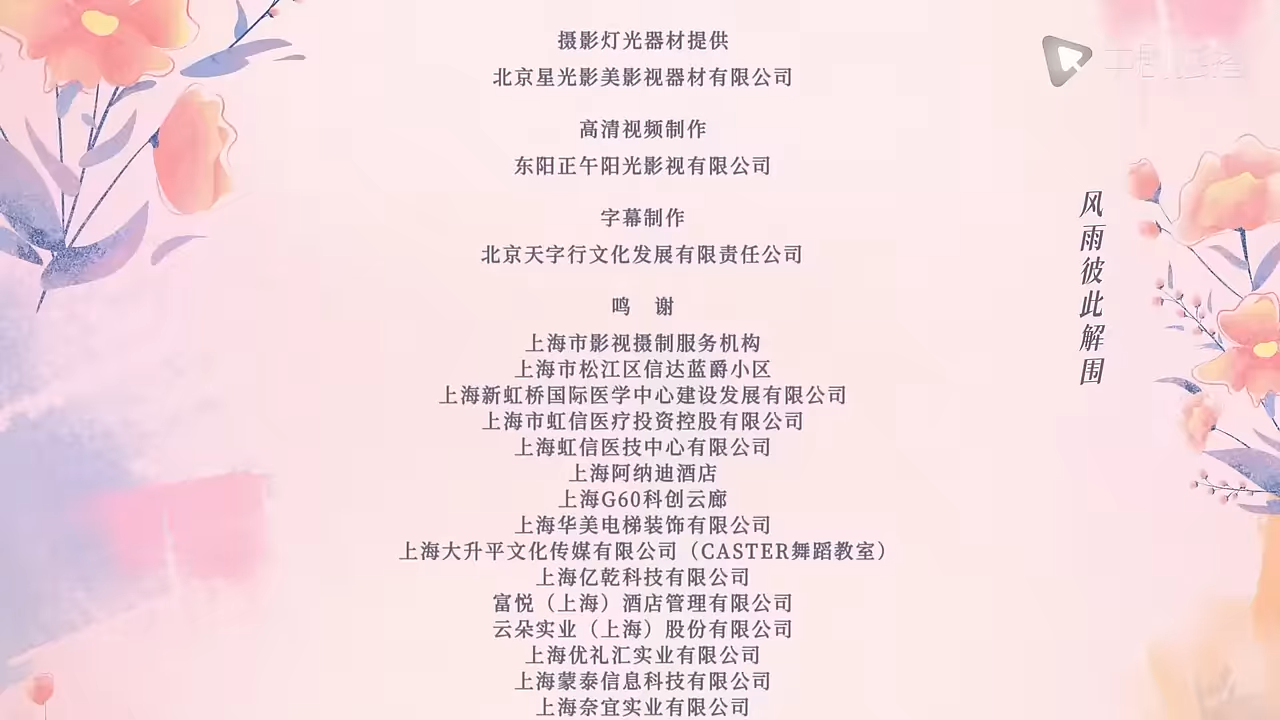 摄影灯光器材提供
北京星光影美影视器材有限公司
高清视频制作
东阳正午阳光影视有限公司
字幕制作
北京天字行文化发展有限责任公司
鸣 谢
上海市影视摄制服务机构
上海市松江区信达蓝爵小区
上海新虹桥国际医学中心建设发展有限公司
上海市虹信医疗投资控股有限公司
上海虹信医技中心有限公司
上海阿纳迪酒店
上海G60科创云廊
上海华美电梯装饰有限公司
上海大升平文化传媒有限公司（CASTER舞蹈教室）
上海亿乾科技有限公司
富悦（上海）酒店管理有限公司
云朵实业（上海）股份有限公司
上海优礼汇实业有限公司
上海蒙泰信息科技有限公司
上海奈宜实业有限公司
风雨彼此解围